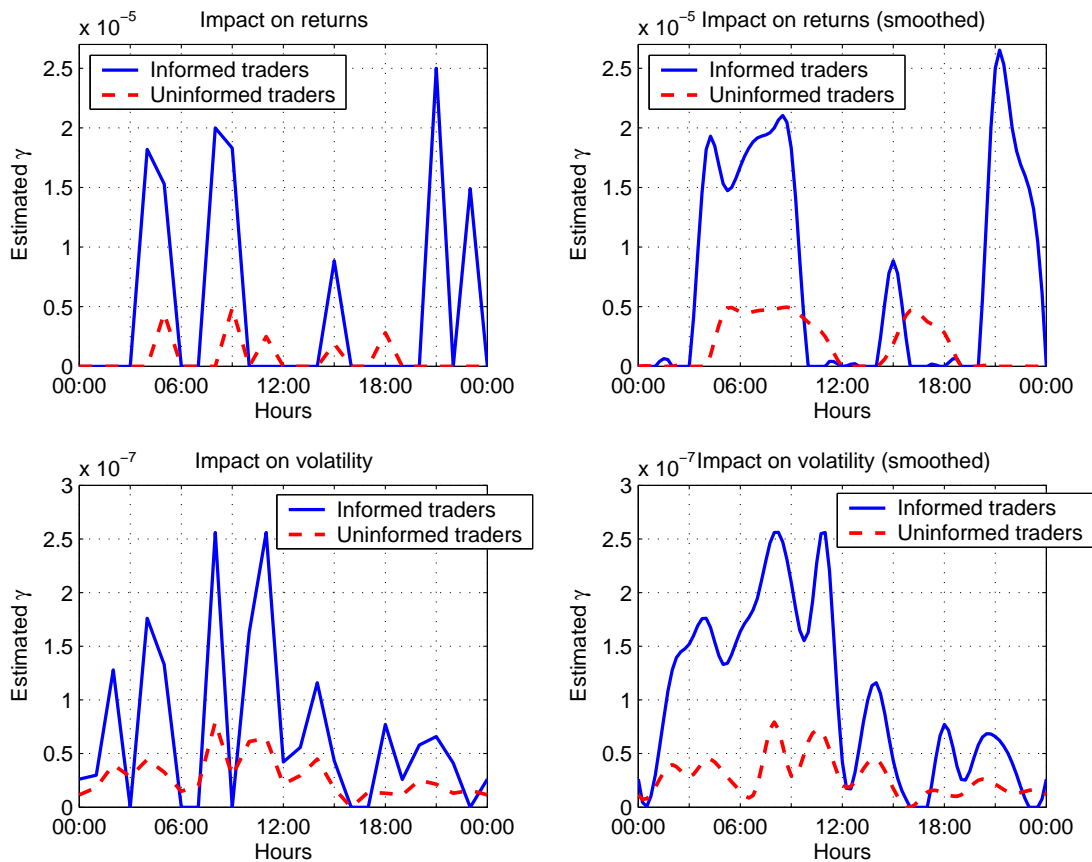 Impact on returns
x 10⁻⁵
2.5
2
1.5
1
0.5
0
Estimated γ
Informed traders
Uninformed traders
00:00 06:00 12:00 18:00 00:00
Hours
Impact on returns (smoothed)
x 10⁻⁵
2.5
2
1.5
1
0.5
0
Estimated γ
Informed traders
Uninformed traders
00:00 06:00 12:00 18:00 00:00
Hours
Impact on volatility
x 10⁻⁷
3
2.5
2
1.5
1
0.5
0
Estimated γ
Informed traders
Uninformed traders
00:00 06:00 12:00 18:00 00:00
Hours
Impact on volatility (smoothed)
x 10⁻⁷
3
2.5
2
1.5
1
0.5
0
Estimated γ
Informed traders
Uninformed traders
00:00 06:00 12:00 18:00 00:00
Hours